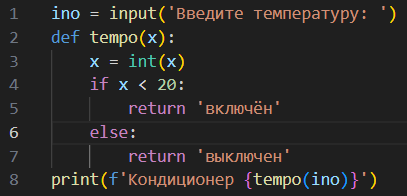 1 ino = input('Введите температуру: ')
2 def tempo(x):
3     x = int(x)
4     if x < 20:
5         return 'включён'
6     else:
7         return 'выключен'
8 print(f'Кондиционер {tempo(ino)}')